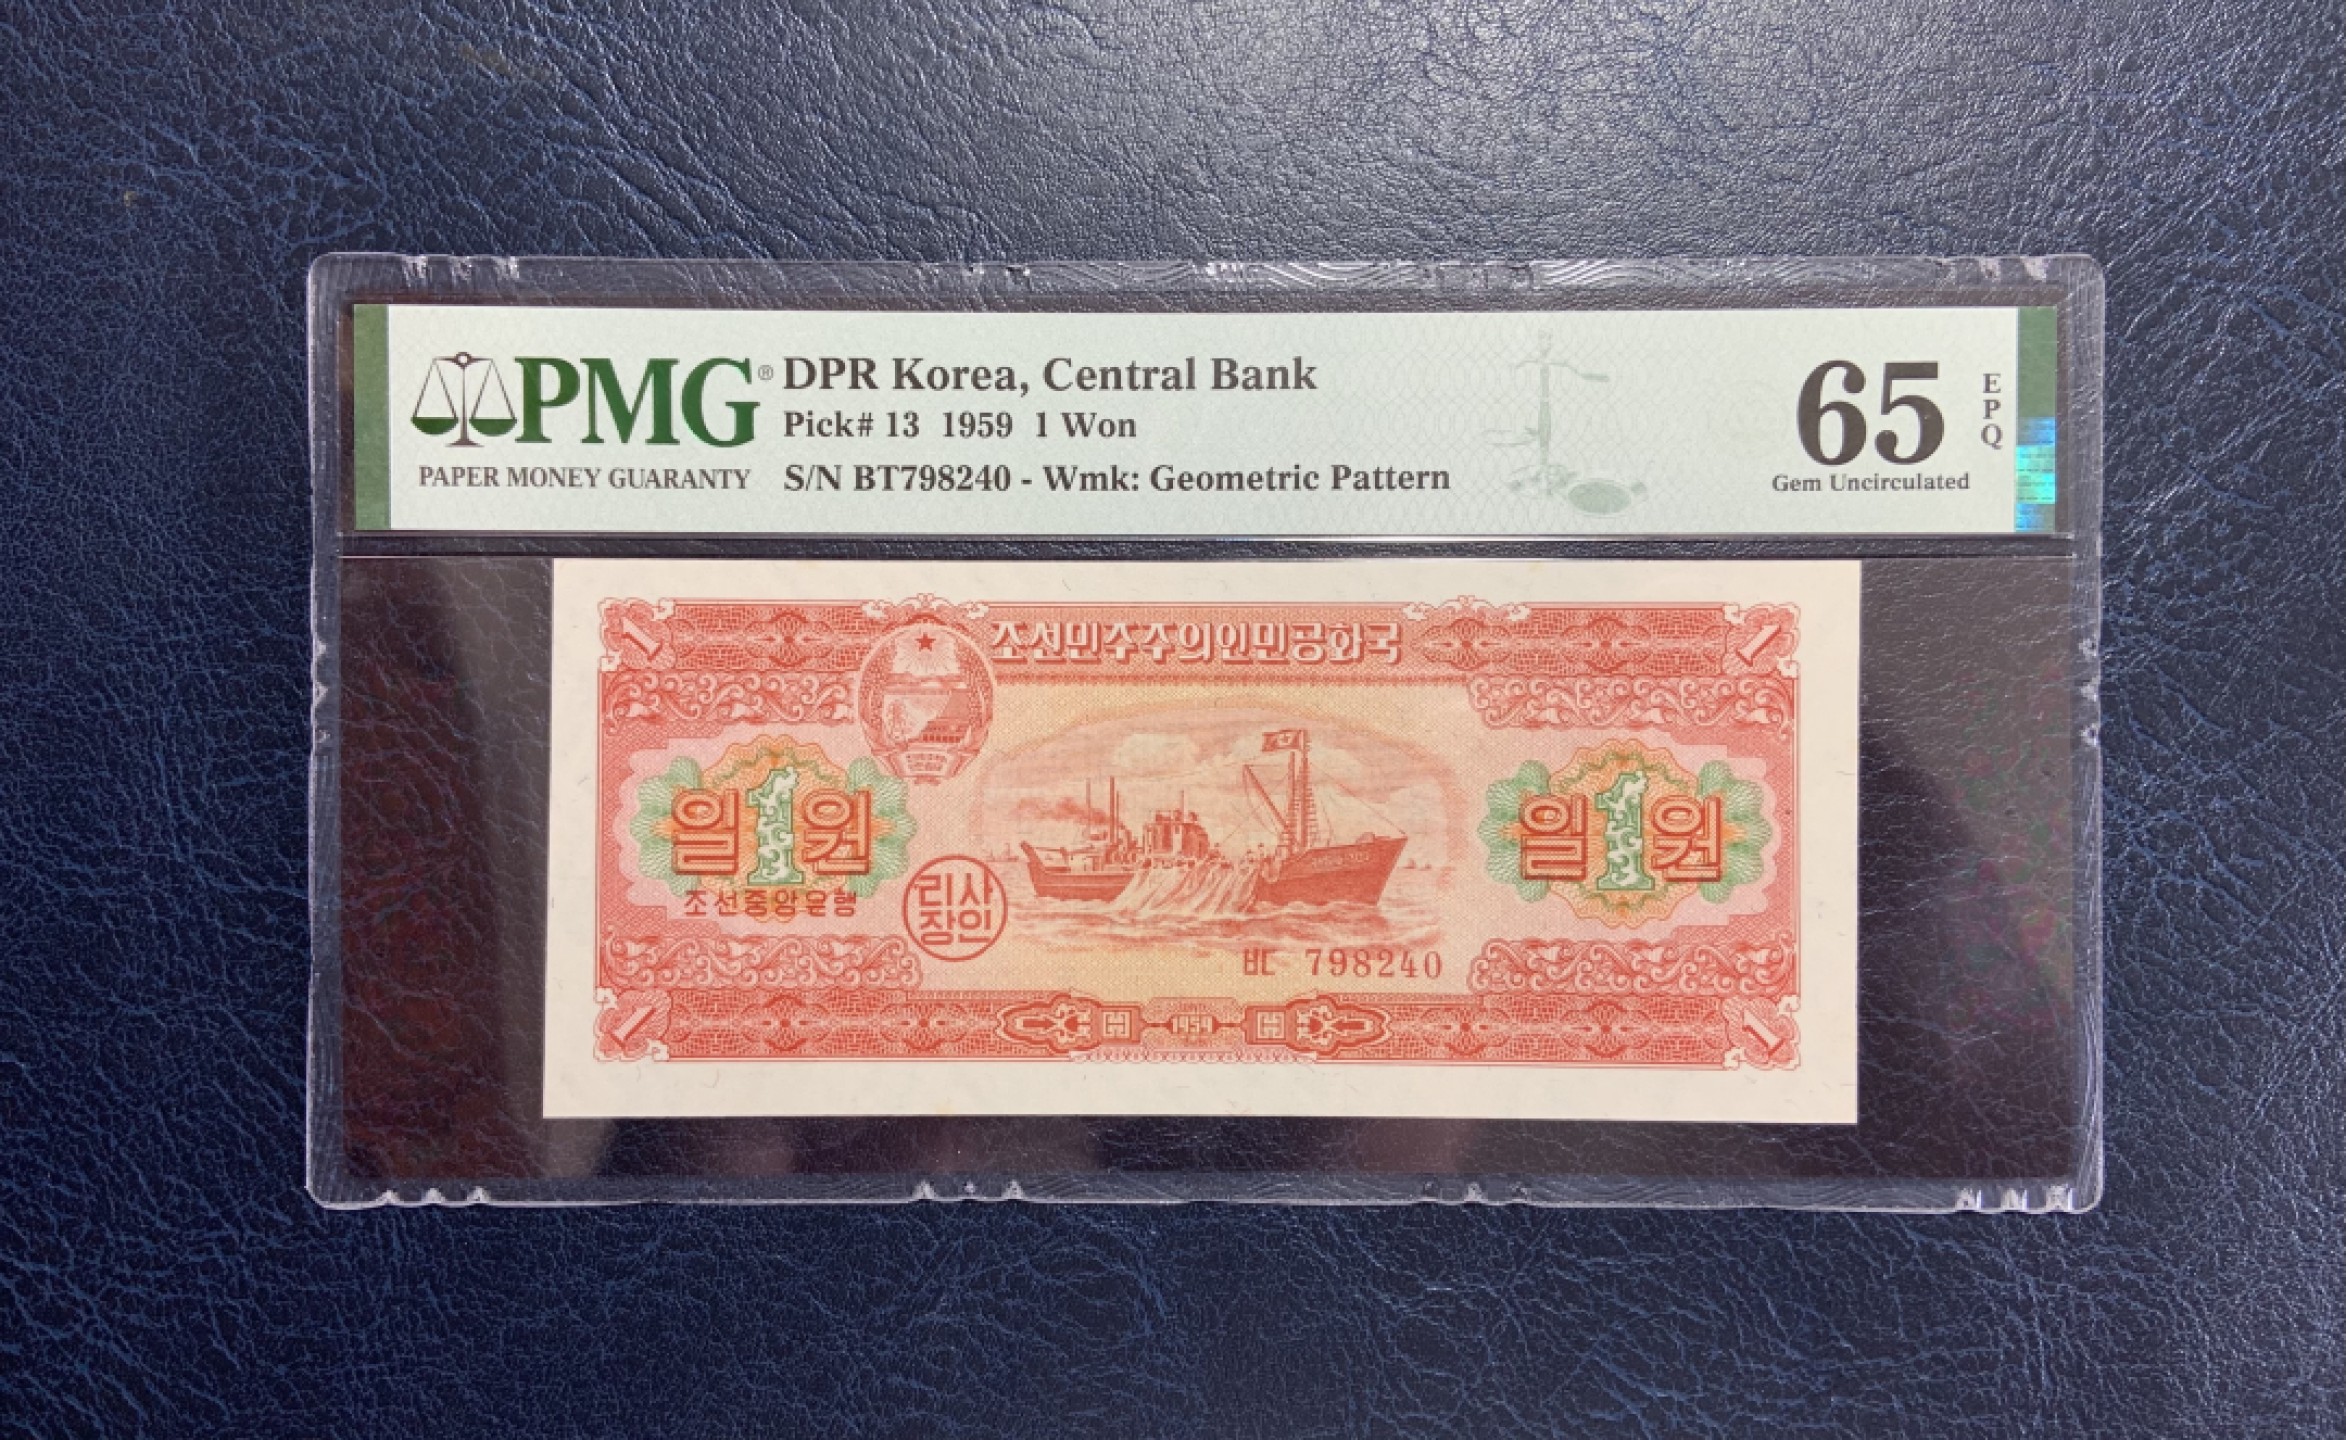 PMG®
PAPER MONEY GUARANTY
DPR Korea, Central Bank
Pick# 13 1959 1 Won
S/N BT798240 - Wmk: Geometric Pattern
65
EPQ
Gem Uncirculated
1 조선민주주의인민공화국 1
일 1 원
일 1 원
조선중앙은행
리사
장인
ㅂㄷ 798240
1 1959 1